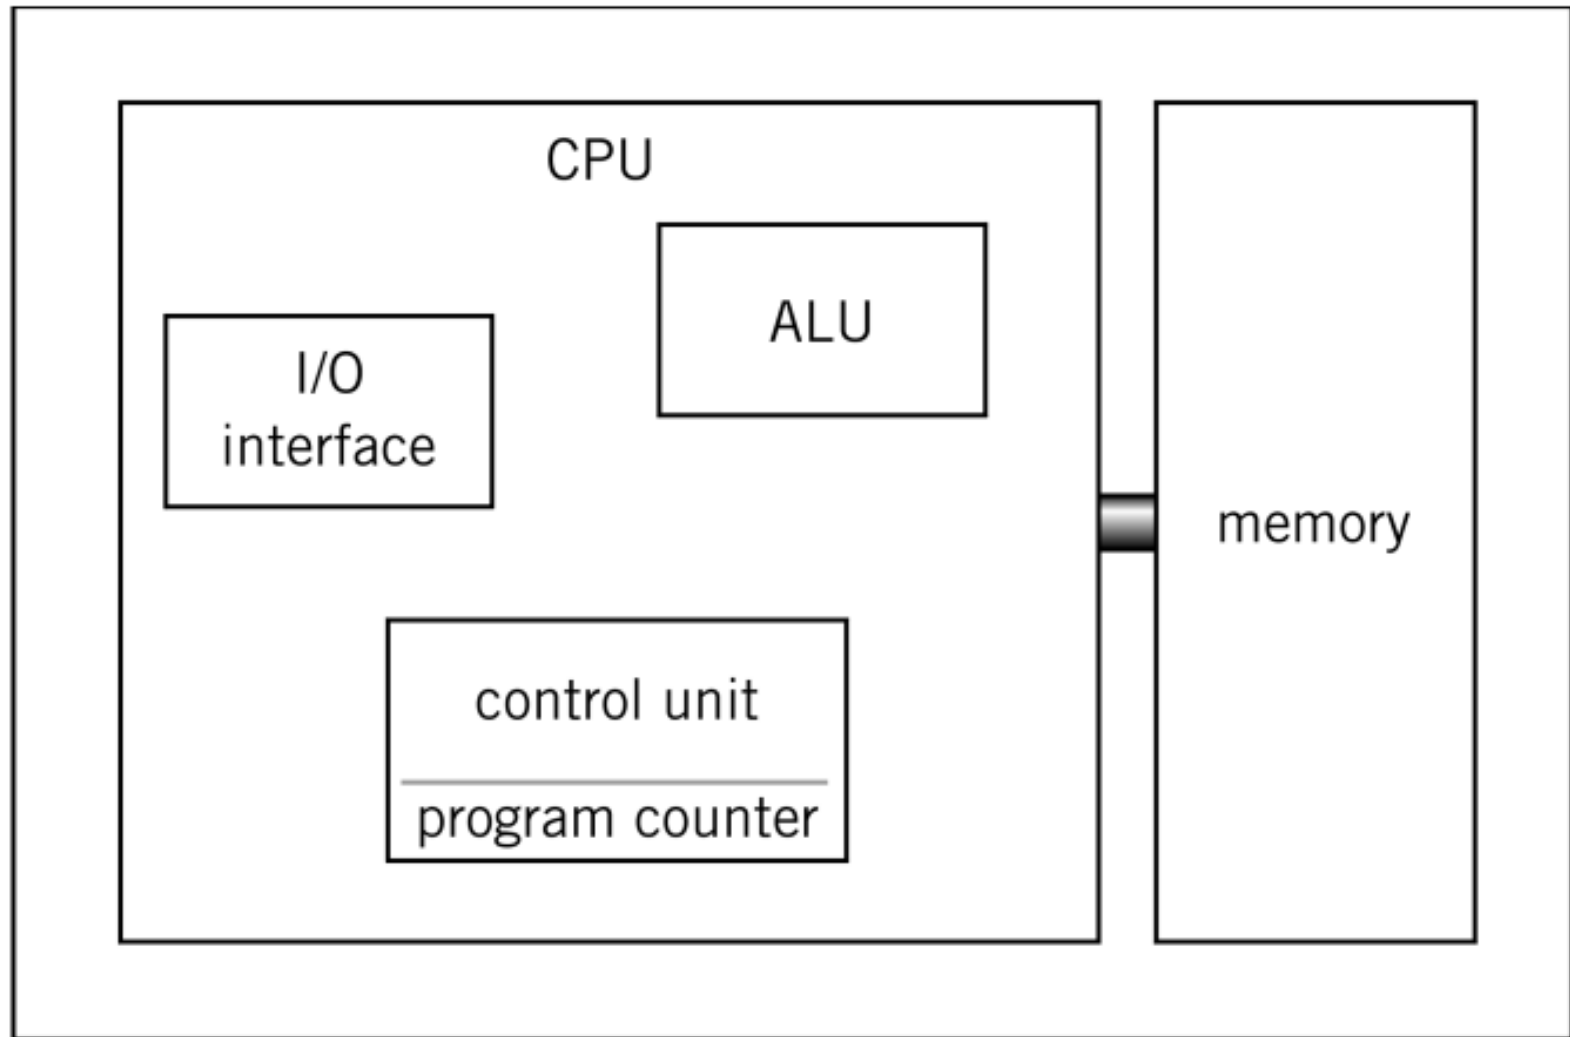 CPU
ALU
I/O
interface
memory
control unit
program counter